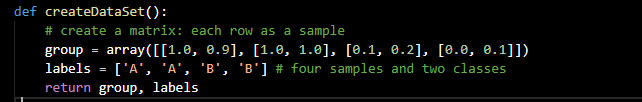 def createDataSet():
    # create a matrix: each row as a sample
    group = array([[1.0, 0.9], [1.0, 1.0], [0.1, 0.2], [0.0, 0.1]])
    labels = ['A', 'A', 'B', 'B'] # four samples and two classes
    return group, labels